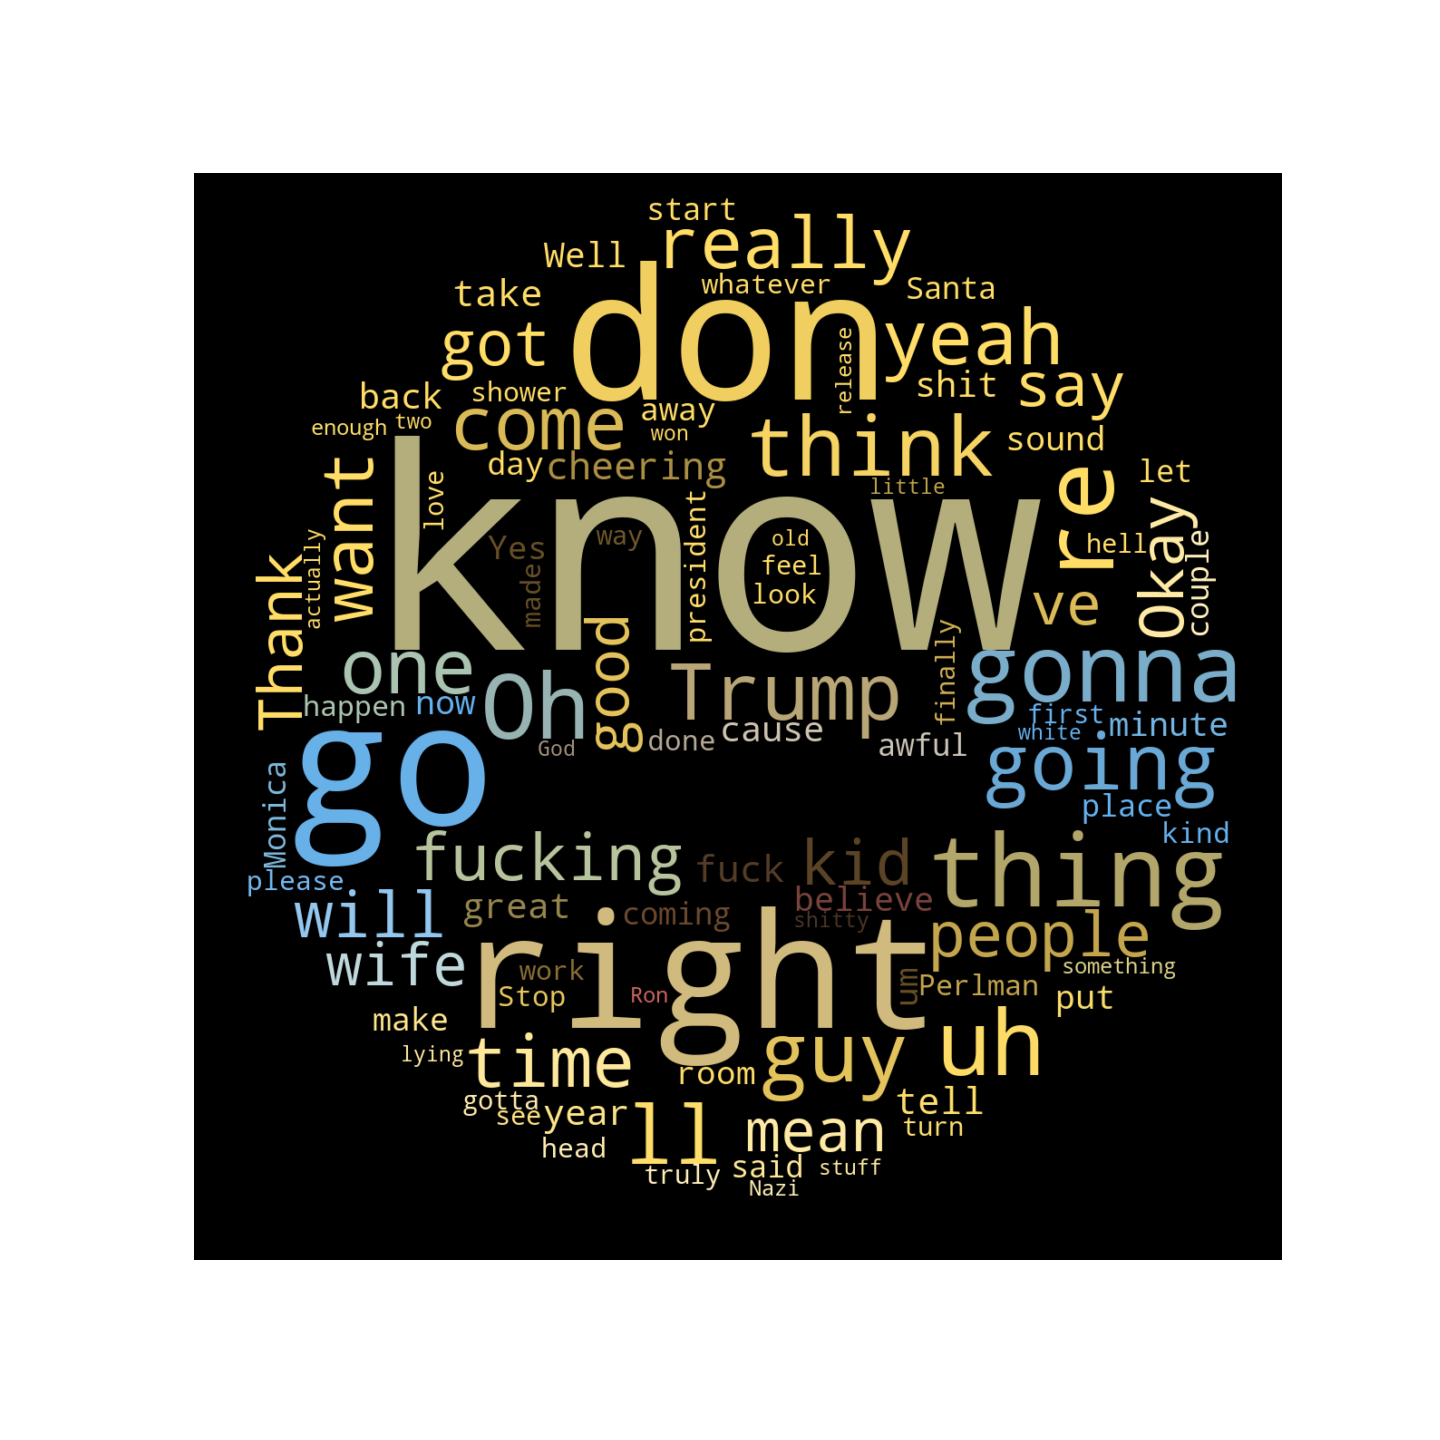 start
really
Well
don
whatever
Santa
take
yeah
got
release
shit
say
back
shower
come
away
think
enough
two
won
sound
day
cheering
want
love
know
little
re
let
Thank
actually
Yes
way
made
president
old
feel
look
hell
Okay
couple
ve
good
finally
one
Oh
Trump
gonna
happen
now
go
God
done
cause
awful
first
white
minute
going
Monica
place
kind
please
fucking
fuck
kid
thing
believe
will
great
coming
shitty
right
people
wife
work
Stop
Ron
um
Perlman
something
put
make
lying
time
room
guy
uh
gotta
see
year
ll
tell
mean
turn
head
truly
said
stuff
Nazi